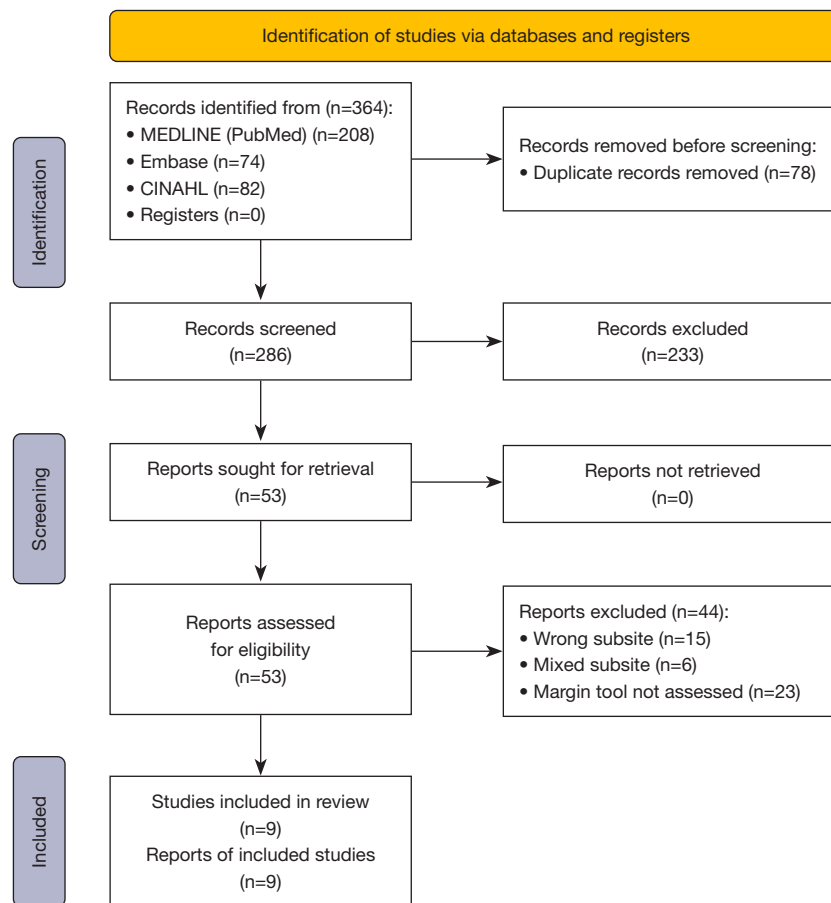 Identification of studies via databases and registers
Identification
Records identified from (n=364):
• MEDLINE (PubMed) (n=208)
• Embase (n=74)
• CINAHL (n=82)
• Registers (n=0)
Records removed before screening:
• Duplicate records removed (n=78)
Records screened
(n=286)
Records excluded
(n=233)
Screening
Reports sought for retrieval
(n=53)
Reports not retrieved
(n=0)
Reports assessed
for eligibility
(n=53)
Reports excluded (n=44):
• Wrong subsite (n=15)
• Mixed subsite (n=6)
• Margin tool not assessed (n=23)
Included
Studies included in review
(n=9)
Reports of included studies
(n=9)